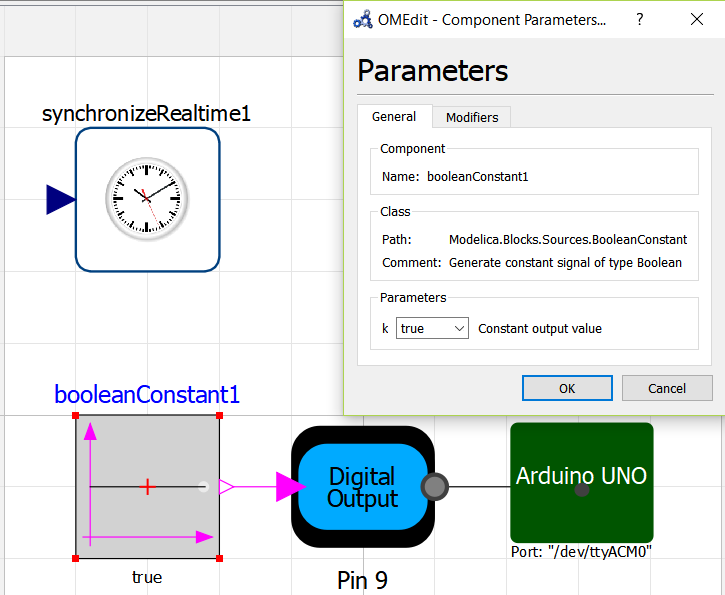 OMEdit - Component Parameters... ?
Parameters
General Modifiers
Component
Name: booleanConstant1
Class
Path: Modelica.Blocks.Sources.BooleanConstant
Comment: Generate constant signal of type Boolean
Parameters
k true Constant output value
OK Cancel
synchronizeRealtime1
booleanConstant1
true
Digital
Output
Pin 9
Arduino UNO
Port: "/dev/ttyACM0"